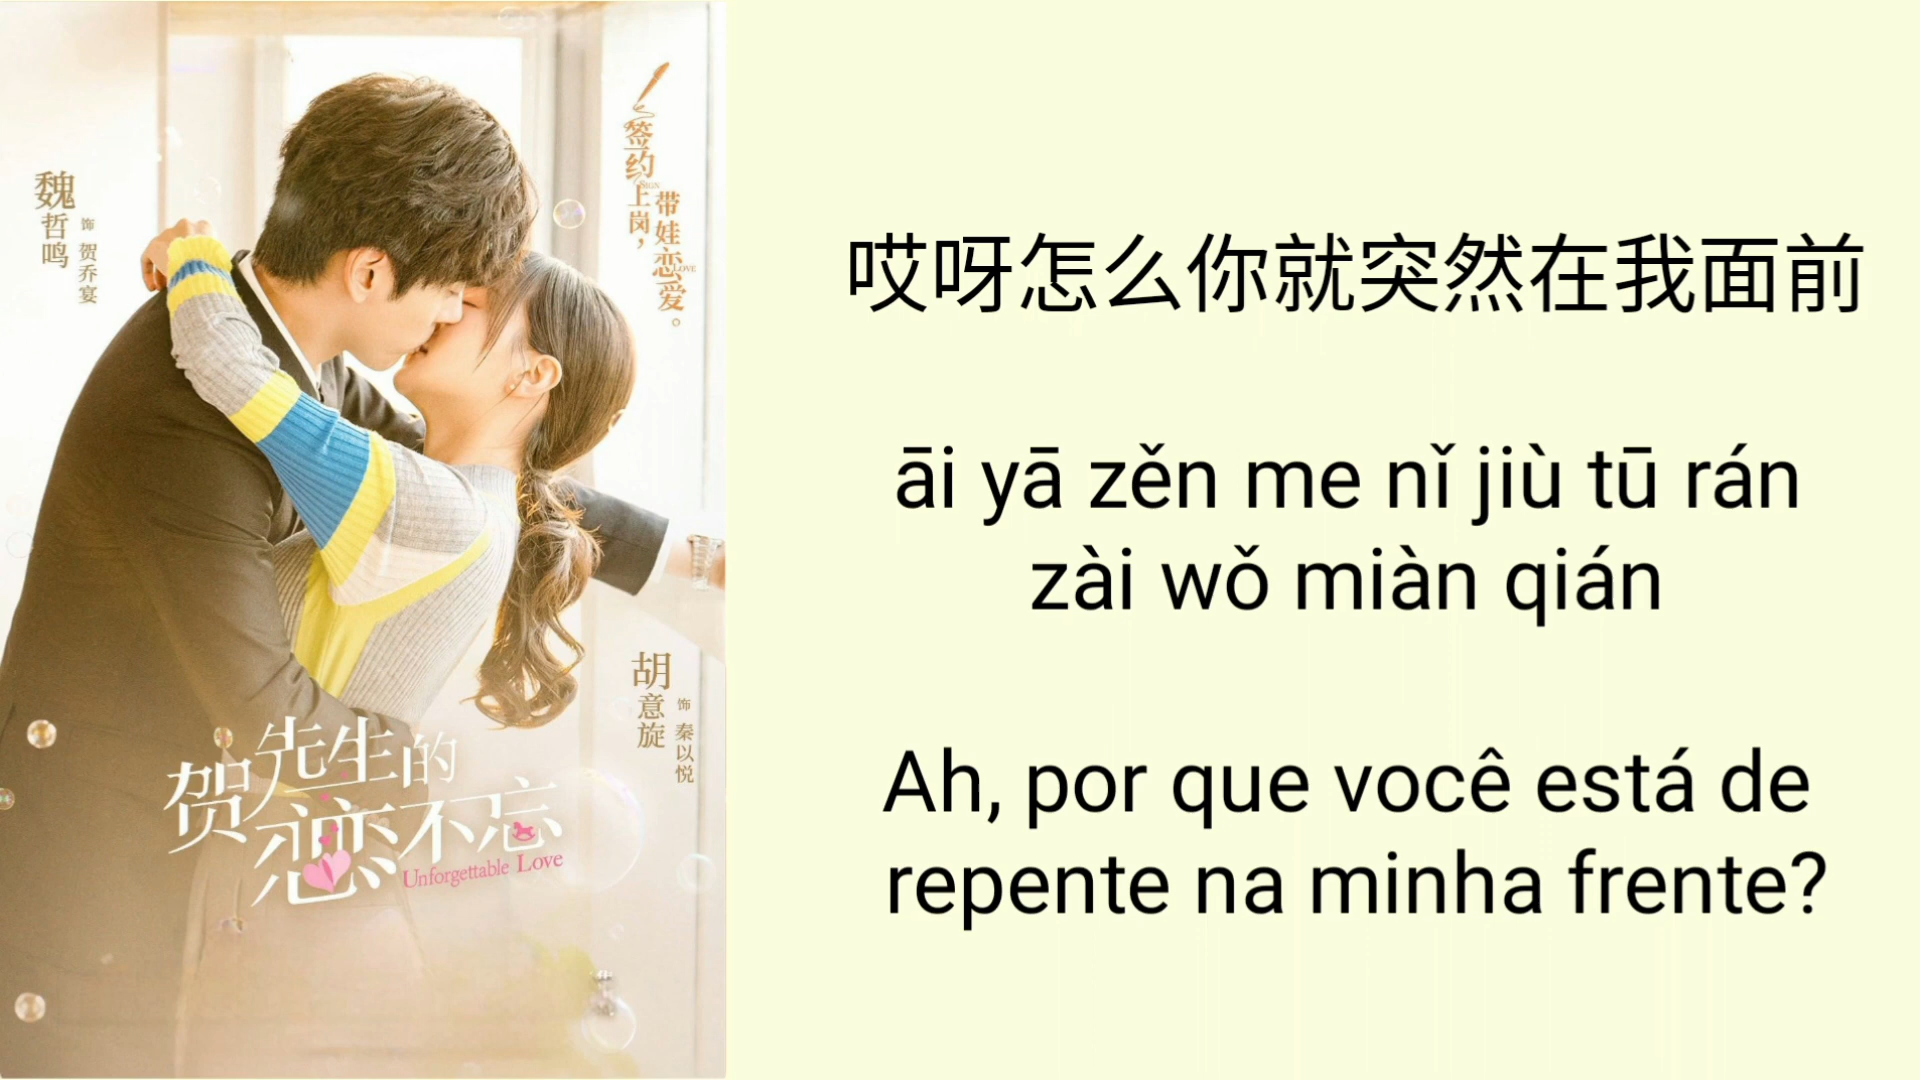 魏哲鸣
饰 贺乔宴
签约上岗，
SIGN
带娃恋爱。
LOVE
胡意旋
饰 秦以悦
贺先生的
恋不忘
Unforgettable Love
哎呀怎么你就突然在我面前
āi yā zěn me nǐ jiù tū rán
zài wǒ miàn qián
Ah, por que você está de
repente na minha frente?